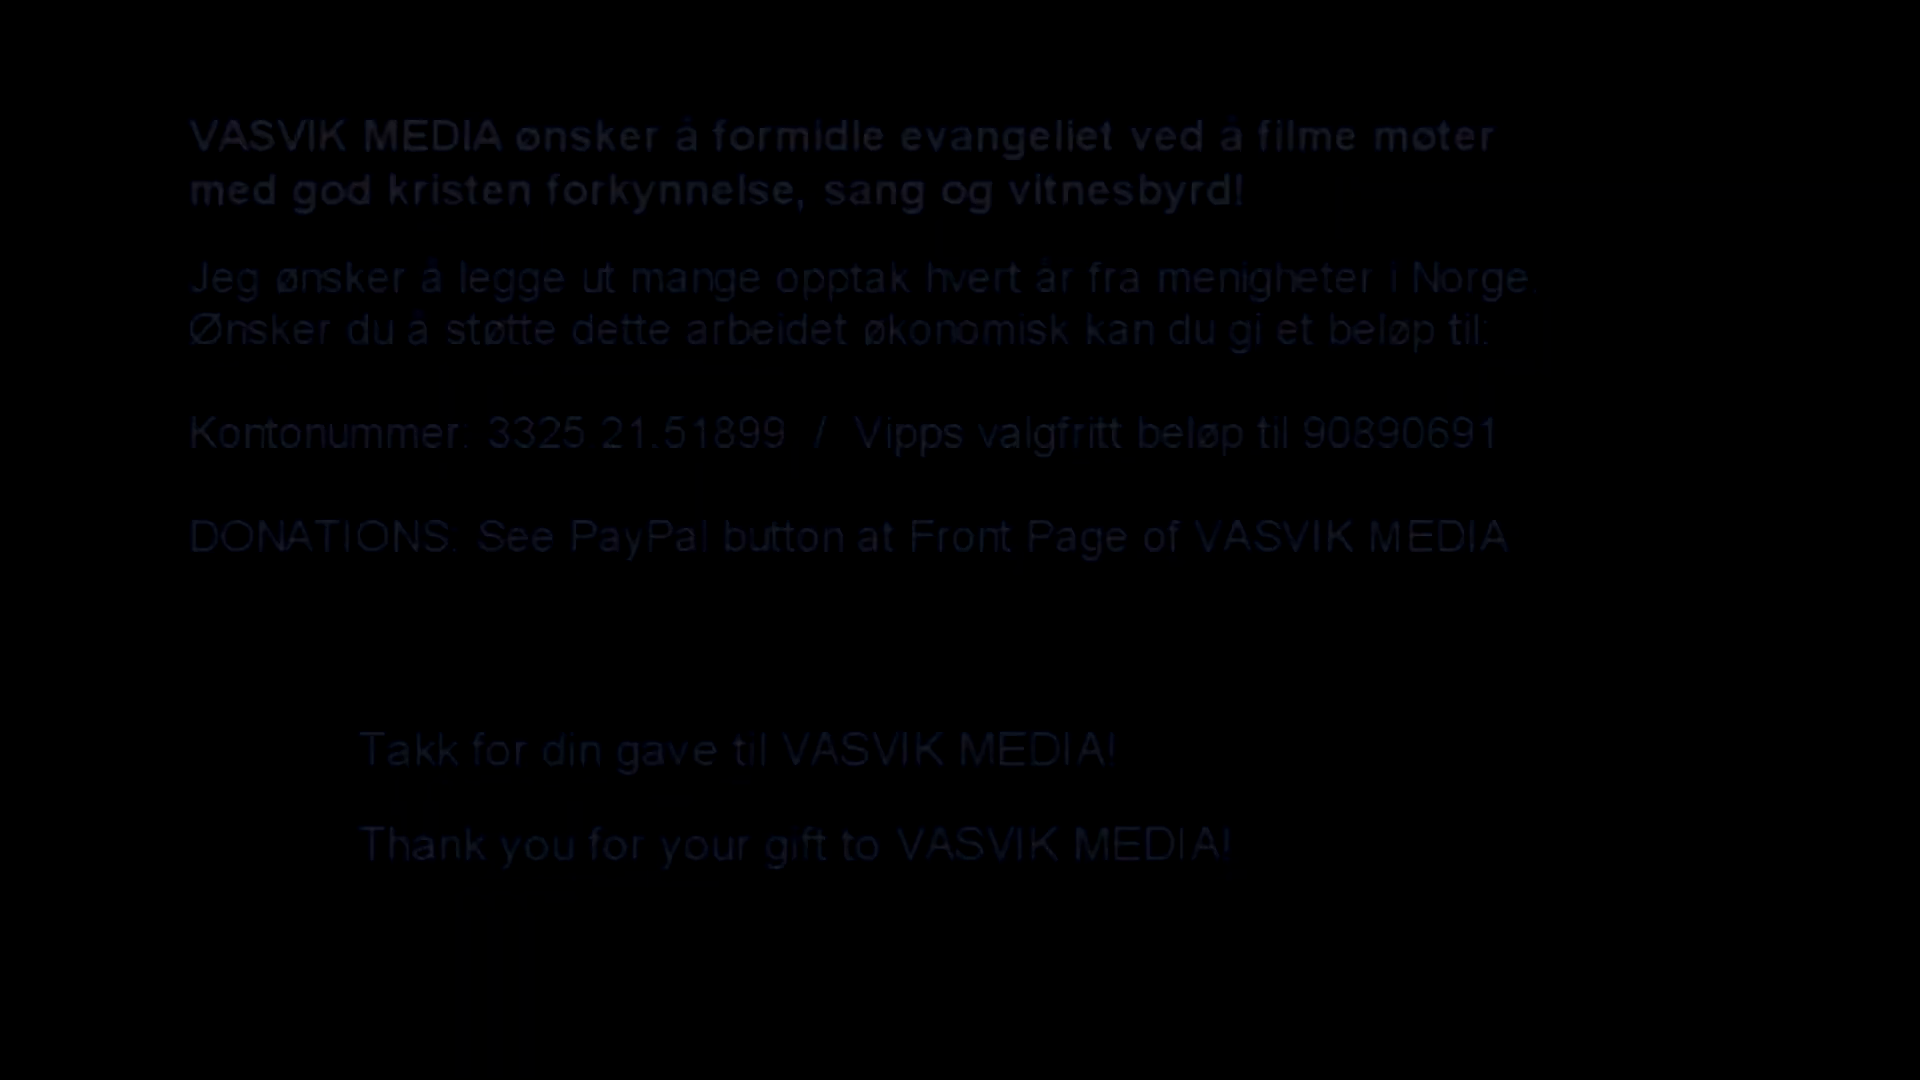 VASVIK MEDIA ønsker å formidle evangeliet ved å filme møter
med god kristen forkynnelse, sang og vitnesbyrd!
Jeg ønsker å legge ut mange opptak hvert år fra menigheter i Norge.
Ønsker du å støtte dette arbeidet økonomisk kan du gi et beløp til:
Kontonummer: 3325 21.51899 / Vipps valgfritt beløp til 90890691
DONATIONS. See PayPal button at Front Page of VASVIK MEDIA
Takk for din gave til VASVIK MEDIA!
Thank you for your gift to VASVIK MEDIA!